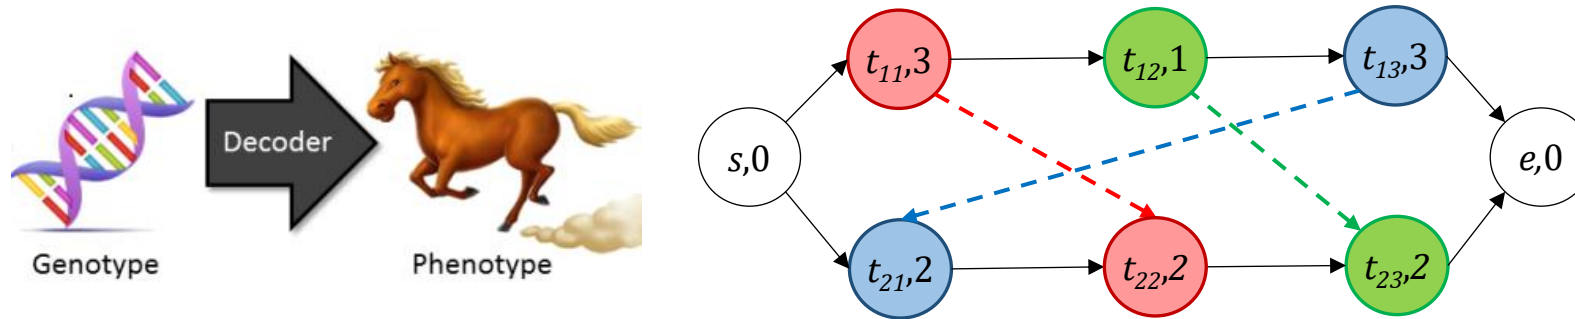 Decoder
Genotype
Phenotype
t11,3
t12,1
t13,3
s,0
e,0
t21,2
t22,2
t23,2